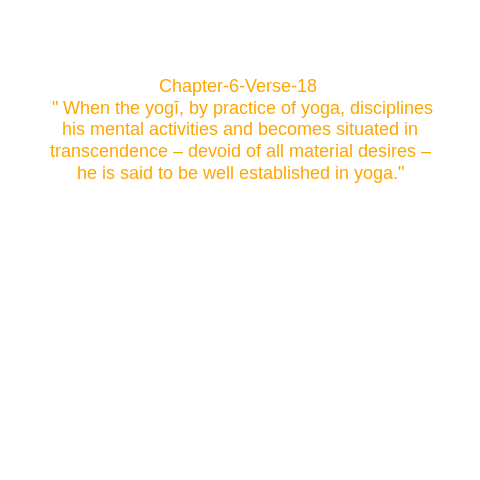 Chapter-6-Verse-18
" When the yogī, by practice of yoga, disciplines
his mental activities and becomes situated in
transcendence – devoid of all material desires –
he is said to be well established in yoga."